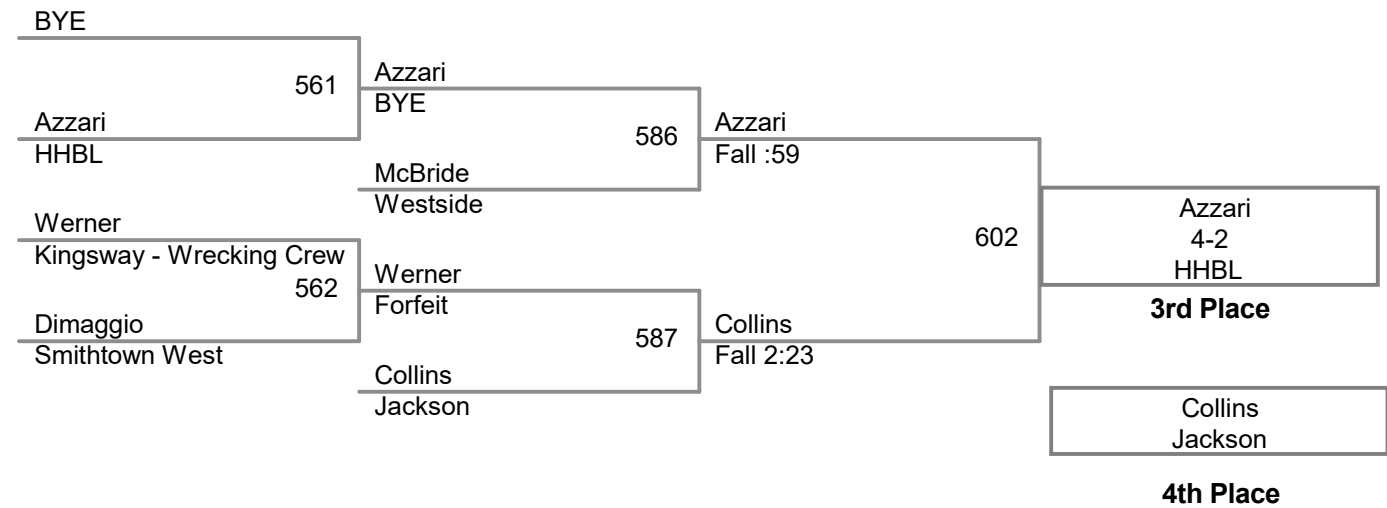 BYE
561
Azzari
HHBL
Werner
Kingsway - Wrecking Crew
562
Dimaggio
Smithtown West
Azzari
BYE
586
McBride
Westside
Werner
Forfeit
587
Collins
Jackson
Azzari
Fall :59
602
Collins
Fall 2:23
Azzari
4-2
HHBL
3rd Place
Collins
Jackson
4th Place